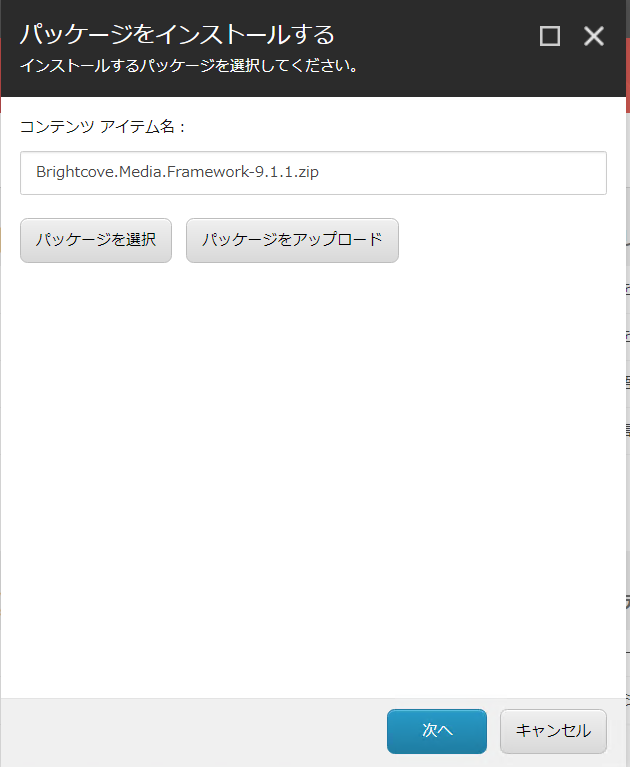 パッケージをインストールする
インストールするパッケージを選択してください。
コンテンツ アイテム名：
Brightcove.Media.Framework-9.1.1.zip
パッケージを選択 パッケージをアップロード
次へ キャンセル